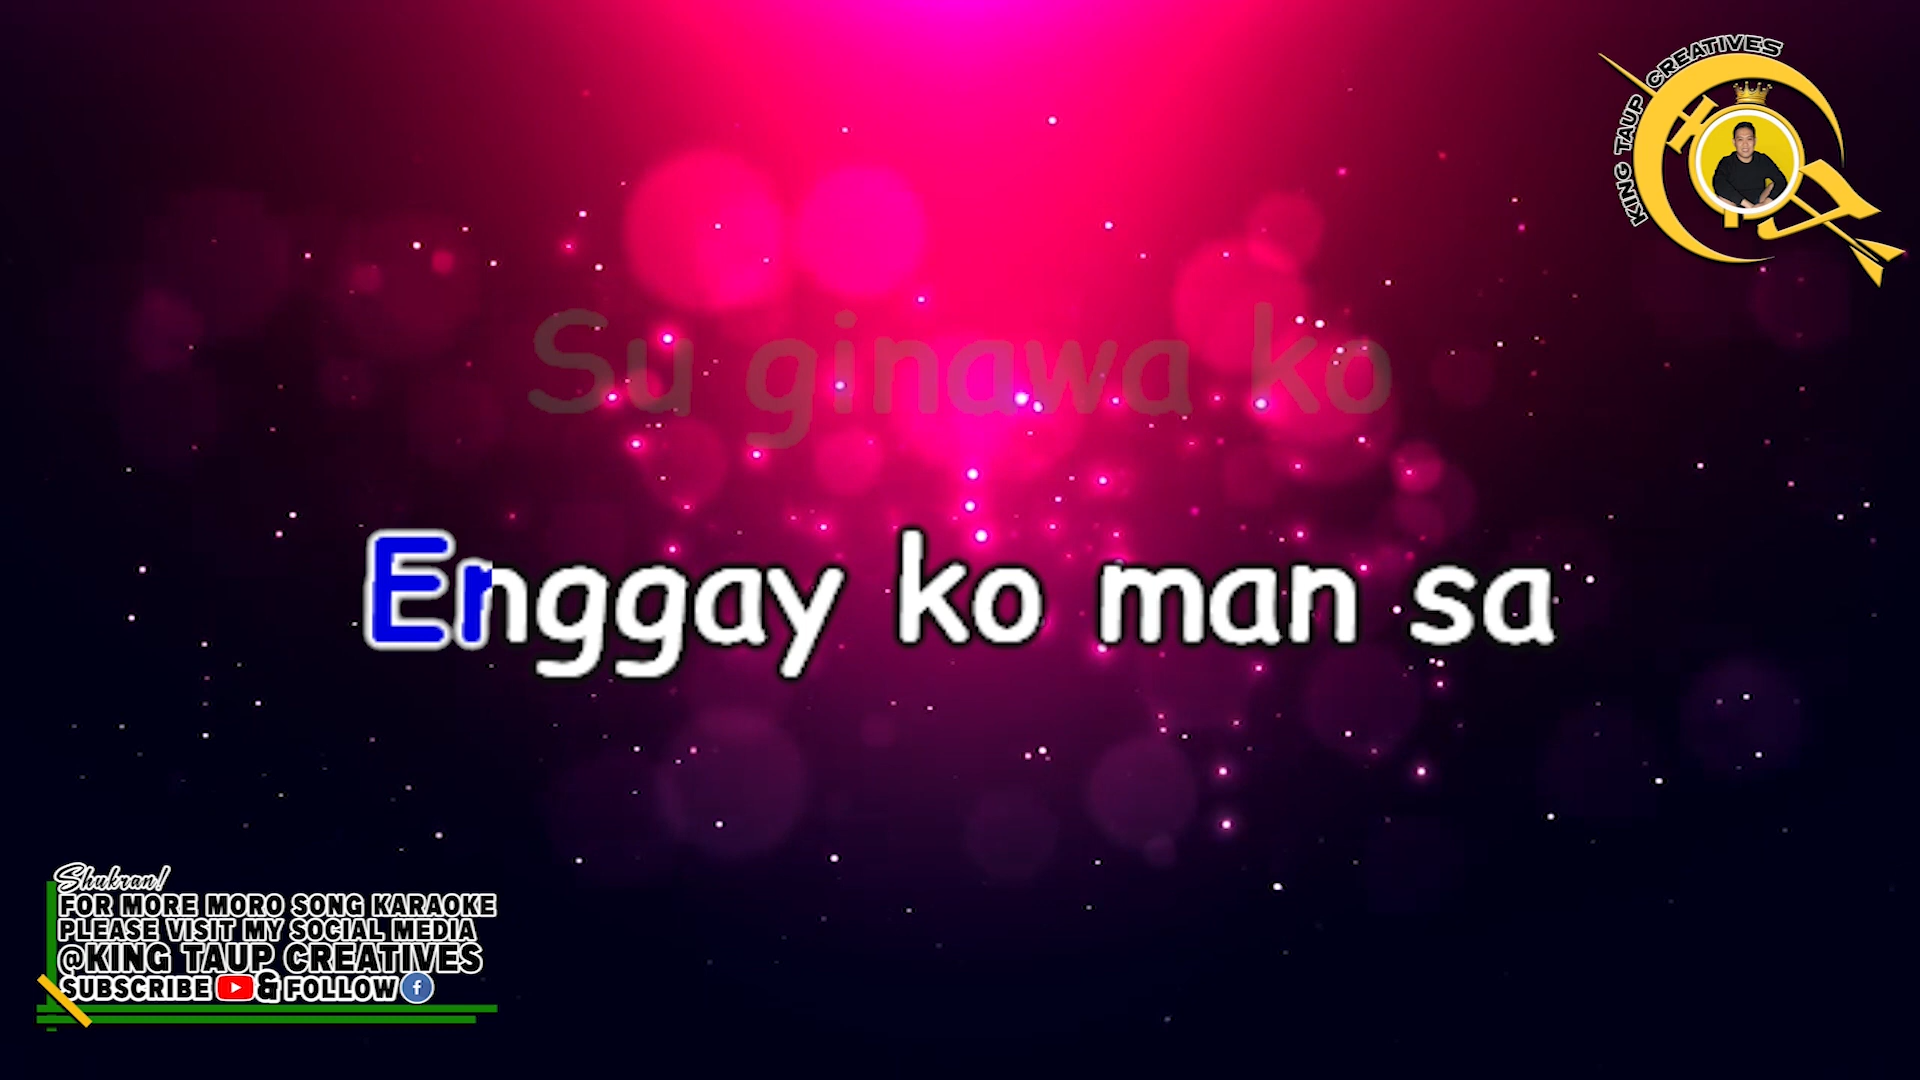 KING TAUP CREATIVES
Su ginawa ko
Enggay ko man sa
Shukran!
FOR MORE MORO SONG KARAOKE
PLEASE VISIT MY SOCIAL MEDIA
@KING TAUP CREATIVES
SUBSCRIBE & FOLLOW